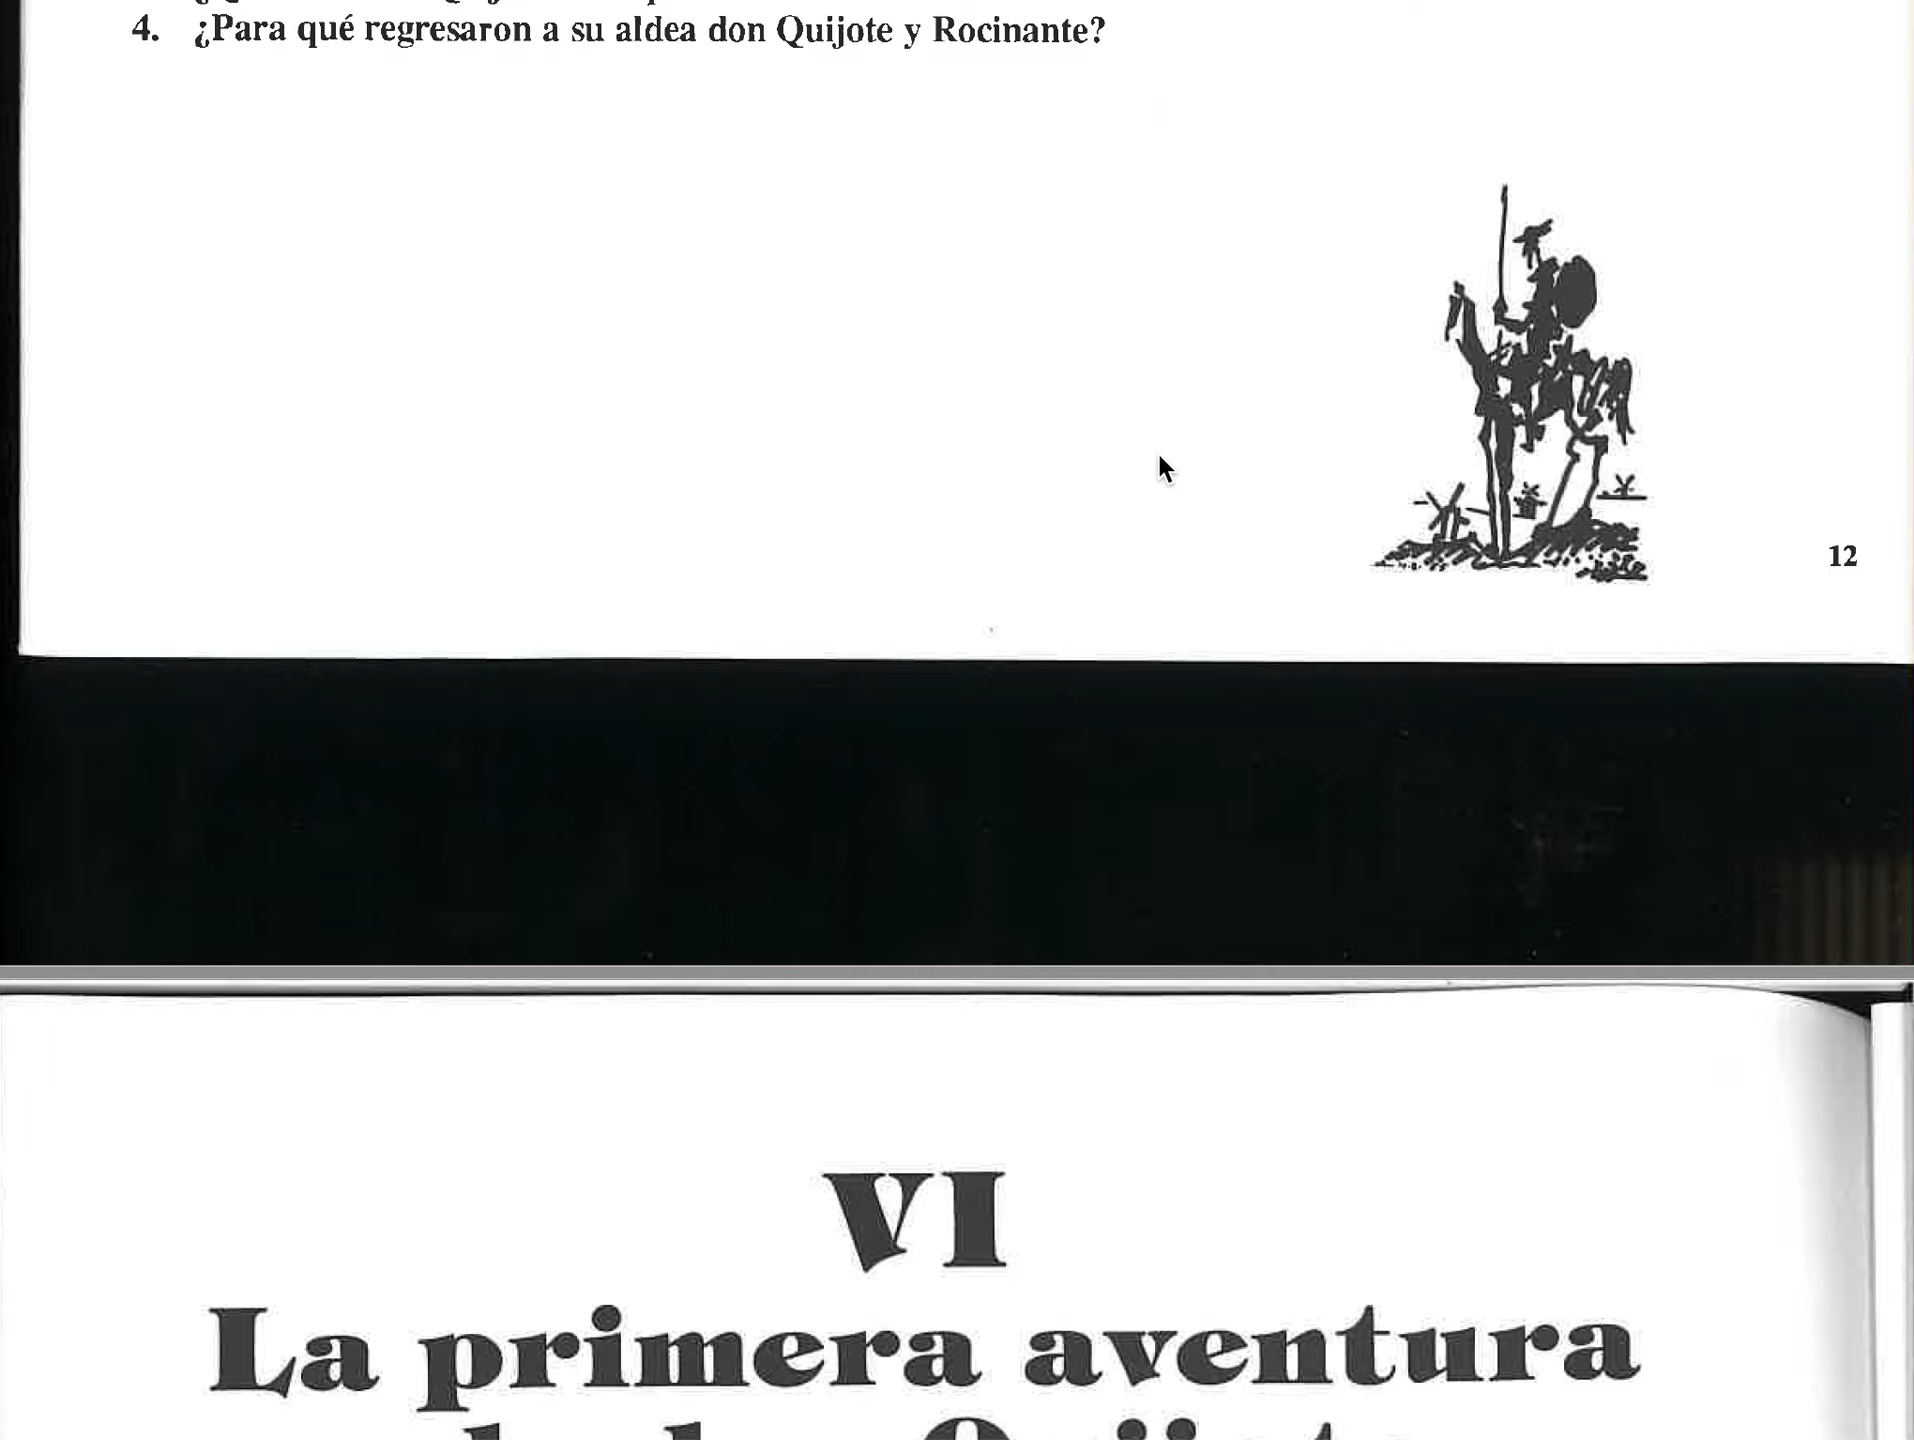 4. ¿Para qué regresaron a su aldea don Quijote y Rocinante?
12
VI
La primera aventura